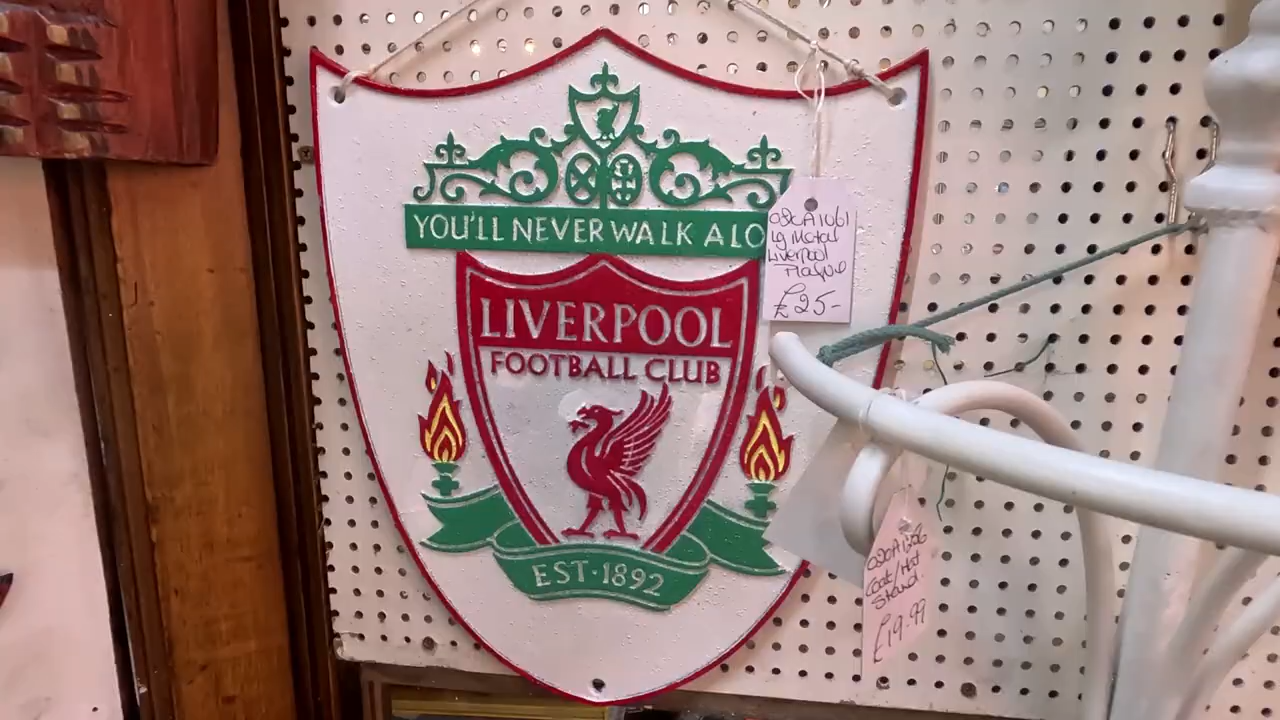 YOU'LL NEVER WALK ALO
LIVERPOOL
FOOTBALL CLUB
EST·1892
Lg Metal
Liverpool
Plaque
£25-
Coat/Hat
Stand.
£19-99